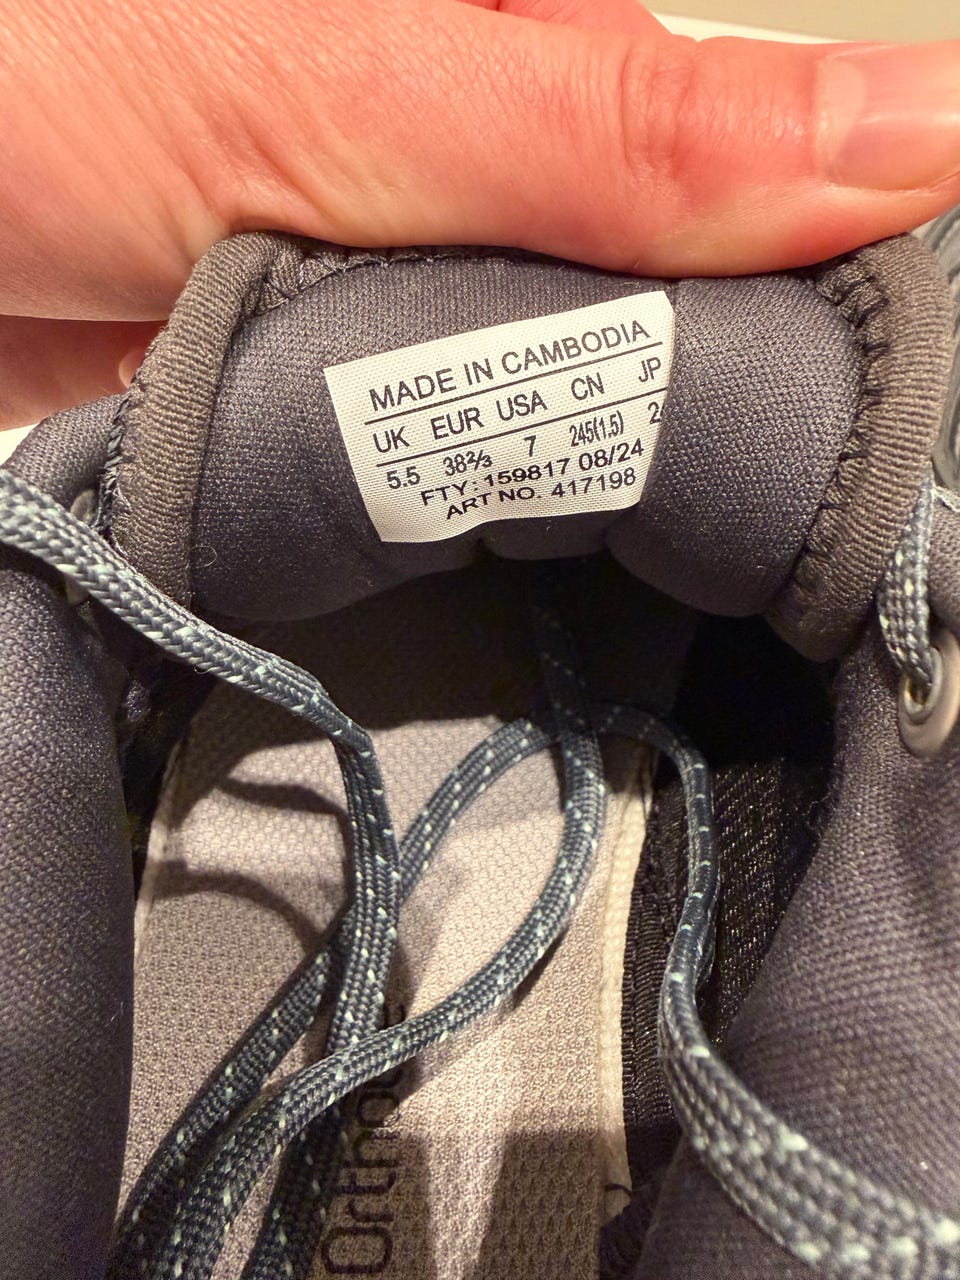 MADE IN CAMBODIA
UK EUR USA CN JP
5.5 38⅔ 7 245(1.5)
FTY: 159817 08/24
ART NO. 417198